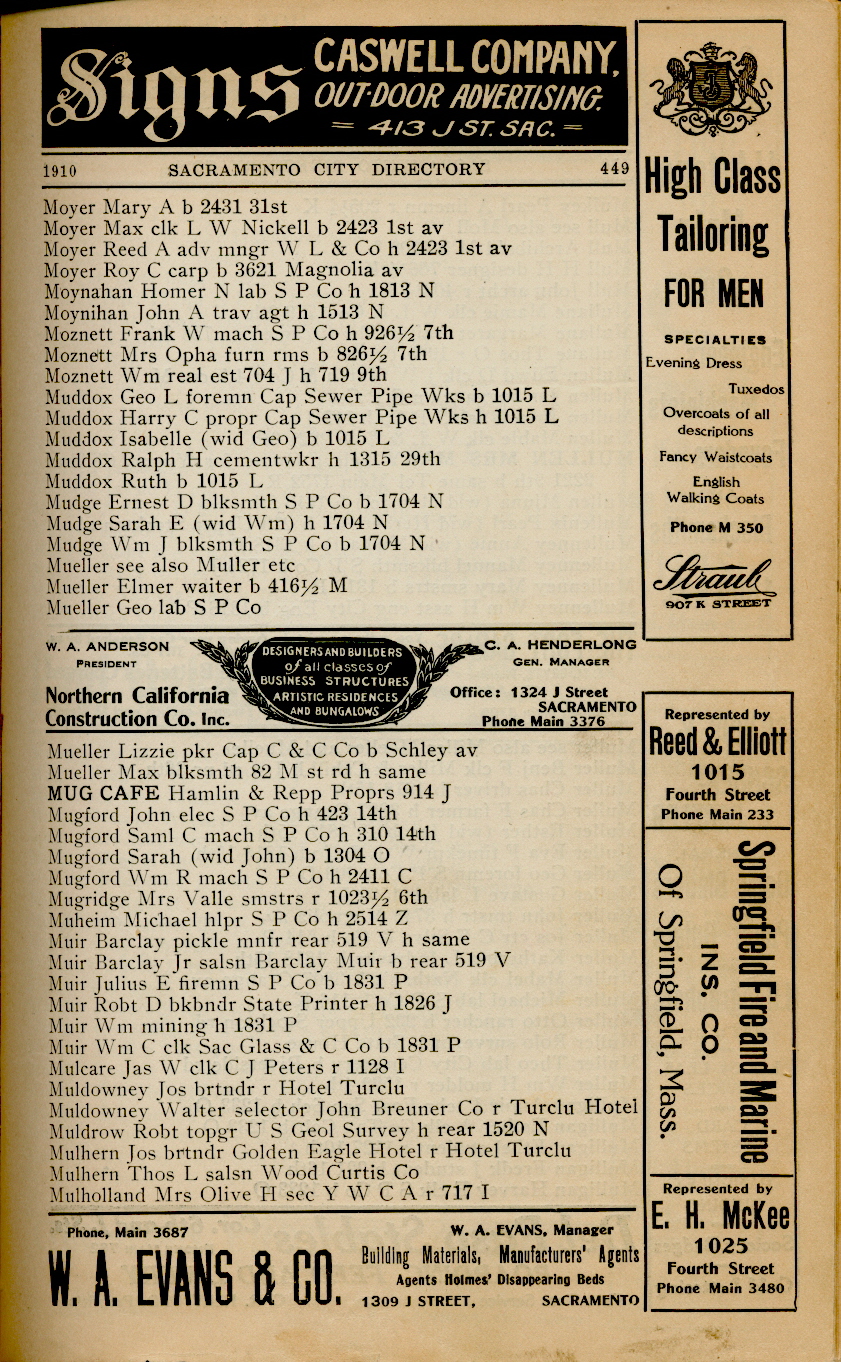 Signs
CASWELL COMPANY,
OUT-DOOR ADVERTISING.
= 413 J ST. SAC. =
1910 SACRAMENTO CITY DIRECTORY 449
Moyer Mary A b 2431 31st
Moyer Max clk L W Nickell b 2423 1st av
Moyer Reed A adv mngr W L & Co h 2423 1st av
Moyer Roy C carp b 3621 Magnolia av
Moynahan Homer N lab S P Co h 1813 N
Moynihan John A trav agt h 1513 N
Moznett Frank W mach S P Co h 926½ 7th
Moznett Mrs Opha furn rms b 826½ 7th
Moznett Wm real est 704 J h 719 9th
Muddox Geo L foremn Cap Sewer Pipe Wks b 1015 L
Muddox Harry C propr Cap Sewer Pipe Wks h 1015 L
Muddox Isabelle (wid Geo) b 1015 L
Muddox Ralph H cementwkr h 1315 29th
Muddox Ruth b 1015 L
Mudge Ernest D blksmth S P Co b 1704 N
Mudge Sarah E (wid Wm) h 1704 N
Mudge Wm J blksmth S P Co b 1704 N
Mueller see also Muller etc
Mueller Elmer waiter b 416½ M
Mueller Geo lab S P Co
W. A. ANDERSON
PRESIDENT
Northern California
Construction Co. Inc.
DESIGNERS AND BUILDERS
of all classes of
BUSINESS STRUCTURES
ARTISTIC RESIDENCES
AND BUNGALOWS
C. A. HENDERLONG
GEN. MANAGER
Office: 1324 J Street
SACRAMENTO
Phone Main 3376
Mueller Lizzie pkr Cap C & C Co b Schley av
Mueller Max blksmth 82 M st rd h same
MUG CAFE Hamlin & Repp Proprs 914 J
Mugford John elec S P Co h 423 14th
Mugford Saml C mach S P Co h 310 14th
Mugford Sarah (wid John) b 1304 O
Mugford Wm R mach S P Co h 2411 C
Mugridge Mrs Valle smstrs r 1023½ 6th
Muheim Michael hlpr S P Co h 2514 Z
Muir Barclay pickle mnfr rear 519 V h same
Muir Barclay Jr salsn Barclay Muir b rear 519 V
Muir Julius E firemn S P Co b 1831 P
Muir Robt D bkbndr State Printer h 1826 J
Muir Wm mining h 1831 P
Muir Wm C clk Sac Glass & C Co b 1831 P
Mulcare Jas W clk C J Peters r 1128 I
Muldowney Jos brtndr r Hotel Turclu
Muldowney Walter selector John Breuner Co r Turclu Hotel
Muldrow Robt topgr U S Geol Survey h rear 1520 N
Mulhern Jos brtndr Golden Eagle Hotel r Hotel Turclu
Mulhern Thos L salsn Wood Curtis Co
Mulholland Mrs Olive H sec Y W C A r 717 I
Phone, Main 3687
W. A. EVANS & CO.
W. A. EVANS, Manager
Building Materials, Manufacturers' Agents
Agents Holmes' Disappearing Beds
1309 J STREET, SACRAMENTO
High Class
Tailoring
FOR MEN
SPECIALTIES
Evening Dress
Tuxedos
Overcoats of all
descriptions
Fancy Waistcoats
English
Walking Coats
Phone M 350
Straub
907 K STREET
Represented by
Reed & Elliott
1015
Fourth Street
Phone Main 233
Springfield Fire and Marine
INS. CO.
Of Springfield, Mass.
Represented by
E. H. McKee
1025
Fourth Street
Phone Main 3480